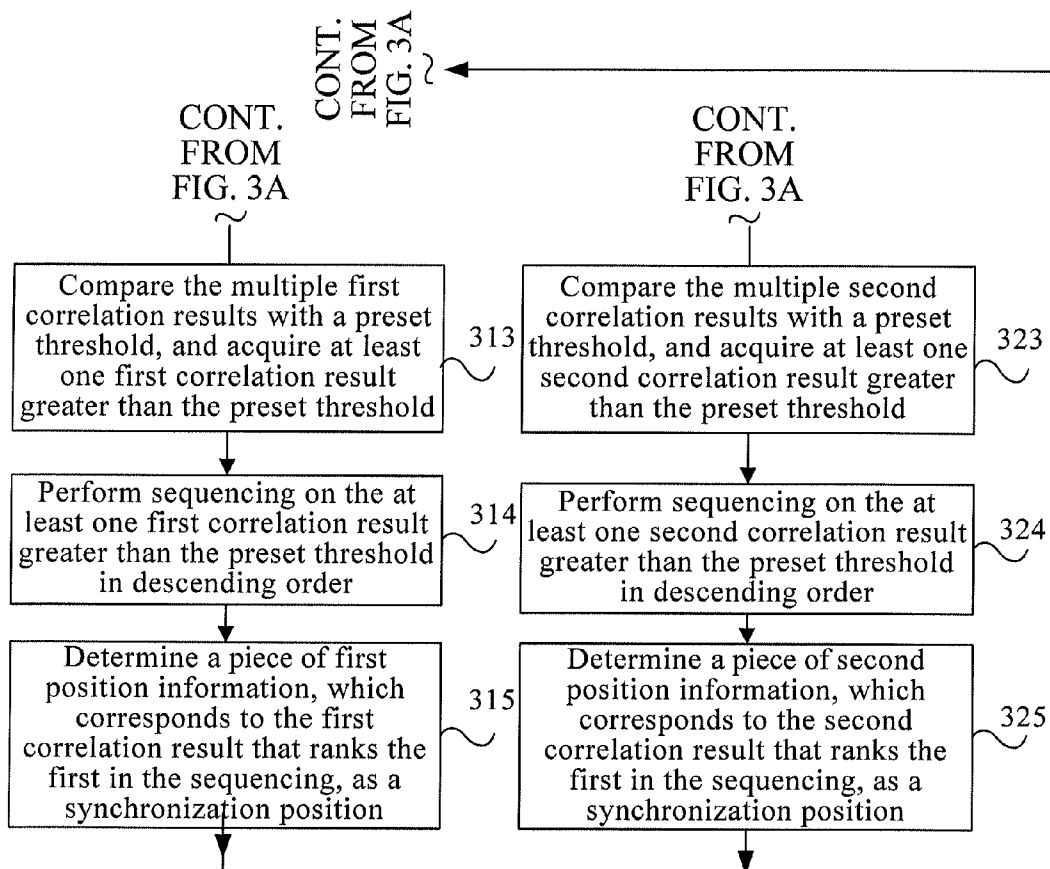 CONT.
FROM
FIG. 3A
CONT.
FROM
FIG. 3A
CONT.
FROM
FIG. 3A
Compare the multiple first
correlation results with a preset
threshold, and acquire at least
one first correlation result
greater than the preset threshold
313
Compare the multiple second
correlation results with a preset
threshold, and acquire at least one
second correlation result greater
than the preset threshold
323
Perform sequencing on the at
least one first correlation result
greater than the preset threshold
in descending order
314
Perform sequencing on the at
least one second correlation result
greater than the preset threshold
in descending order
324
Determine a piece of first
position information, which
corresponds to the first
correlation result that ranks the
first in the sequencing, as a
synchronization position
315
Determine a piece of second
position information, which
corresponds to the second
correlation result that ranks the
first in the sequencing, as a
synchronization position
325